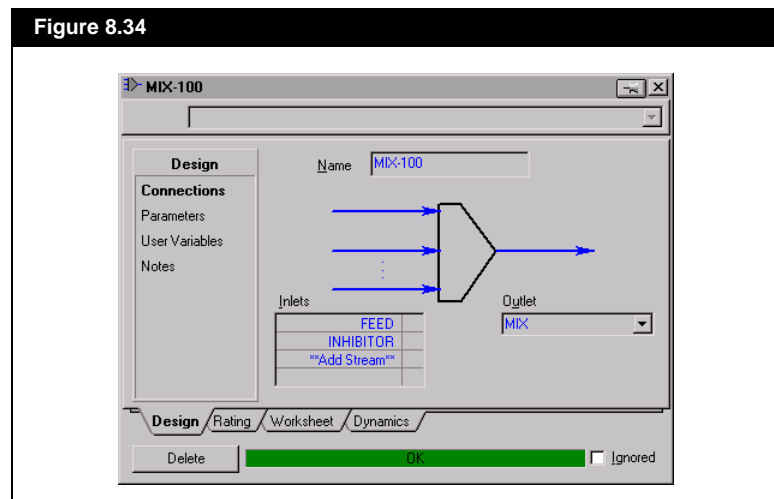 Figure 8.34
MIX-100
Design
Connections
Parameters
User Variables
Notes
Name MIX-100
Inlets
FEED
INHIBITOR
**Add Stream**
Outlet
MIX
Design Rating Worksheet Dynamics
Delete OK Ignored